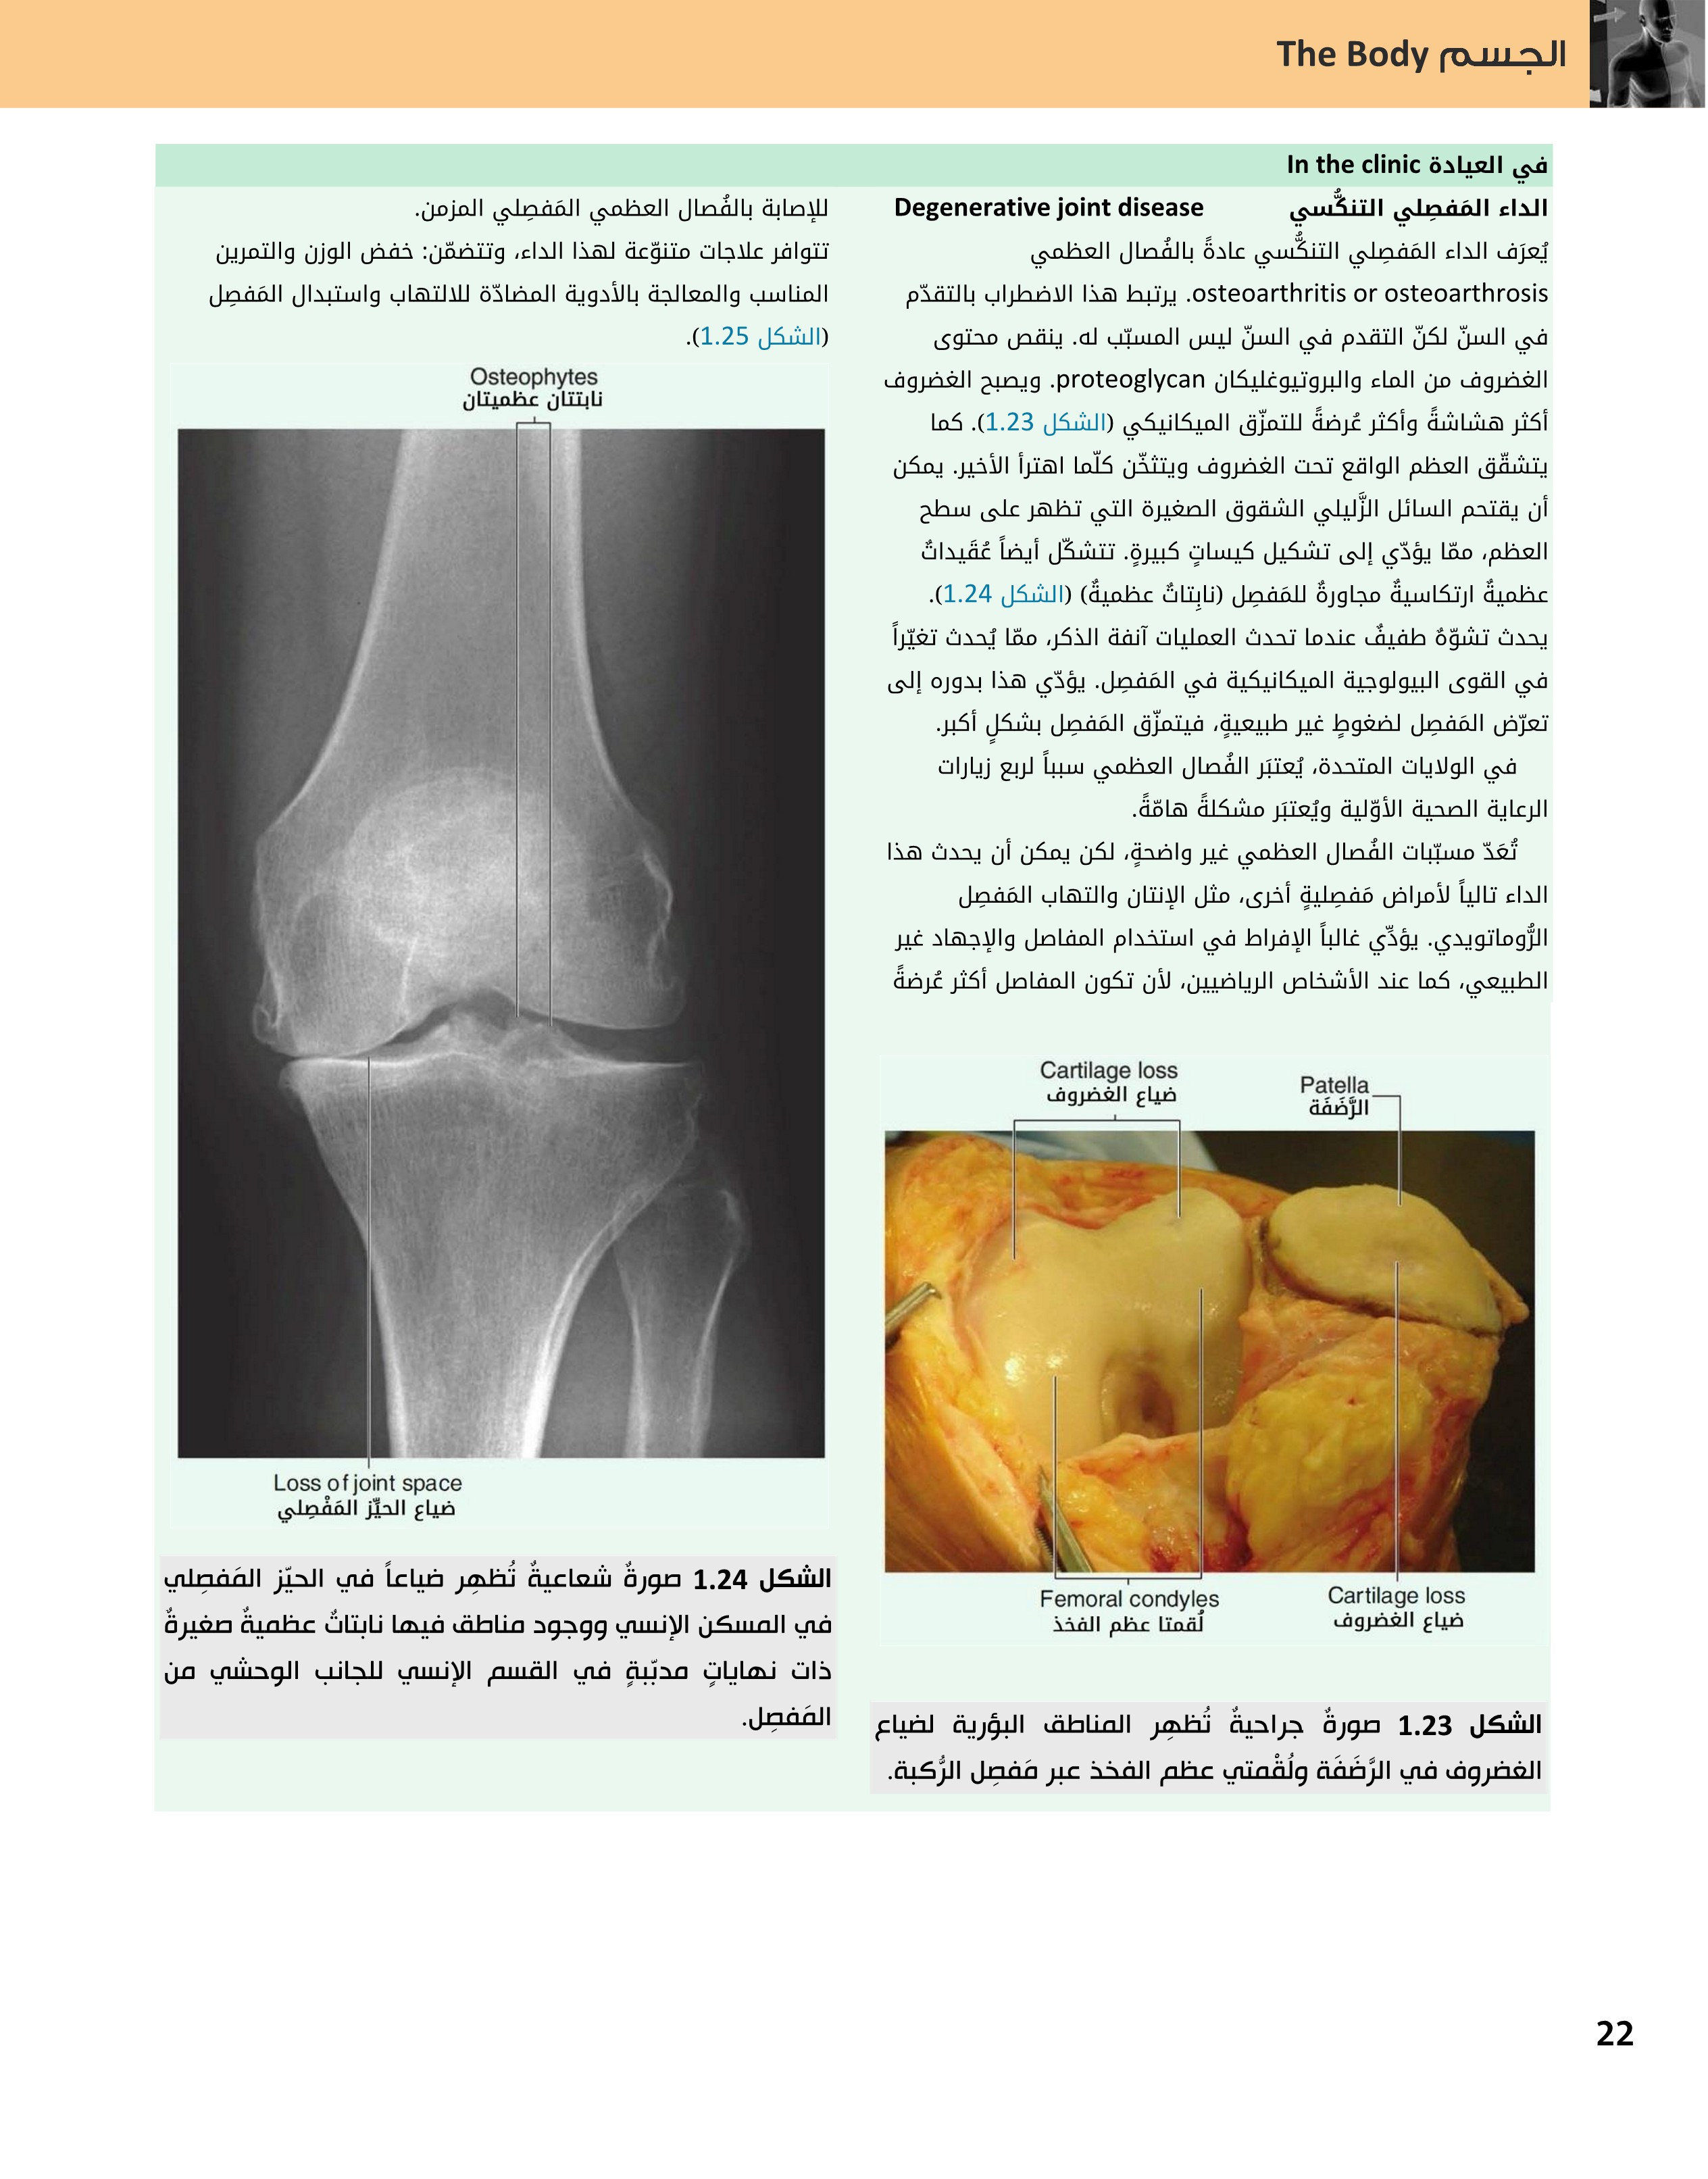 الجسم The Body
في العيادة In the clinic
الداء المَفصِلي التنكُّسي Degenerative joint disease
يُعرَف الداء المَفصِلي التنكُّسي عادةً بالفُصال العظمي
osteoarthritis or osteoarthrosis. يرتبط هذا الاضطراب بالتقدّم
في السنّ لكنّ التقدم في السنّ ليس المسبّب له. ينقص محتوى
الغضروف من الماء والبروتيوغليكان proteoglycan. ويصبح الغضروف
أكثر هشاشةً وأكثر عُرضةً للتمزّق الميكانيكي (الشكل 1.23). كما
يتشقّق العظم الواقع تحت الغضروف ويتثخّن كلّما اهترأ الأخير. يمكن
أن يقتحم السائل الزَّليلي الشقوق الصغيرة التي تظهر على سطح
العظم، ممّا يؤدّي إلى تشكيل كيساتٍ كبيرةٍ. تتشكّل أيضاً عُقَيداتٌ
عظميةٌ ارتكاسيةٌ مجاورةٌ للمَفصِل (نابِتاتٌ عظميةٌ) (الشكل 1.24).
يحدث تشوّهٌ طفيفٌ عندما تحدث العمليات آنفة الذكر، ممّا يُحدث تغيّراً
في القوى البيولوجية الميكانيكية في المَفصِل. يؤدّي هذا بدوره إلى
تعرّض المَفصِل لضغوطٍ غير طبيعيةٍ، فيتمزّق المَفصِل بشكلٍ أكبر.
في الولايات المتحدة، يُعتبَر الفُصال العظمي سبباً لربع زيارات
الرعاية الصحية الأوّلية ويُعتبَر مشكلةً هامّةً.
تُعَدّ مسبّبات الفُصال العظمي غير واضحةٍ، لكن يمكن أن يحدث هذا
الداء تالياً لأمراض مَفصِليةٍ أخرى، مثل الإنتان والتهاب المَفصِل
الرُّوماتويدي. يؤدِّي غالباً الإفراط في استخدام المفاصل والإجهاد غير
الطبيعي، كما عند الأشخاص الرياضيين، لأن تكون المفاصل أكثر عُرضةً
Cartilage loss
ضياع الغضروف
Patella
الرَّضَفَة
Femoral condyles
لُقمتا عظم الفخذ
Cartilage loss
ضياع الغضروف
الشكل 1.23 صورةٌ جراحيةٌ تُظهِر المناطق البؤرية لضياع
الغضروف في الرَّضَفَة ولُقْمتي عظم الفخذ عبر مَفصِل الرُّكبة.
للإصابة بالفُصال العظمي المَفصِلي المزمن.
تتوافر علاجات متنوّعة لهذا الداء، وتتضمّن: خفض الوزن والتمرين
المناسب والمعالجة بالأدوية المضادّة للالتهاب واستبدال المَفصِل
(الشكل 1.25).
Osteophytes
نابتتان عظميتان
Loss of joint space
ضياع الحيِّز المَفْصِلي
الشكل 1.24 صورةٌ شعاعيةٌ تُظهِر ضياعاً في الحيّز المَفصِلي
في المسكن الإنسي ووجود مناطق فيها نابتاتٌ عظميةٌ صغيرةٌ
ذات نهاياتٍ مدبّبةٍ في القسم الإنسي للجانب الوحشي من
المَفصِل.
22